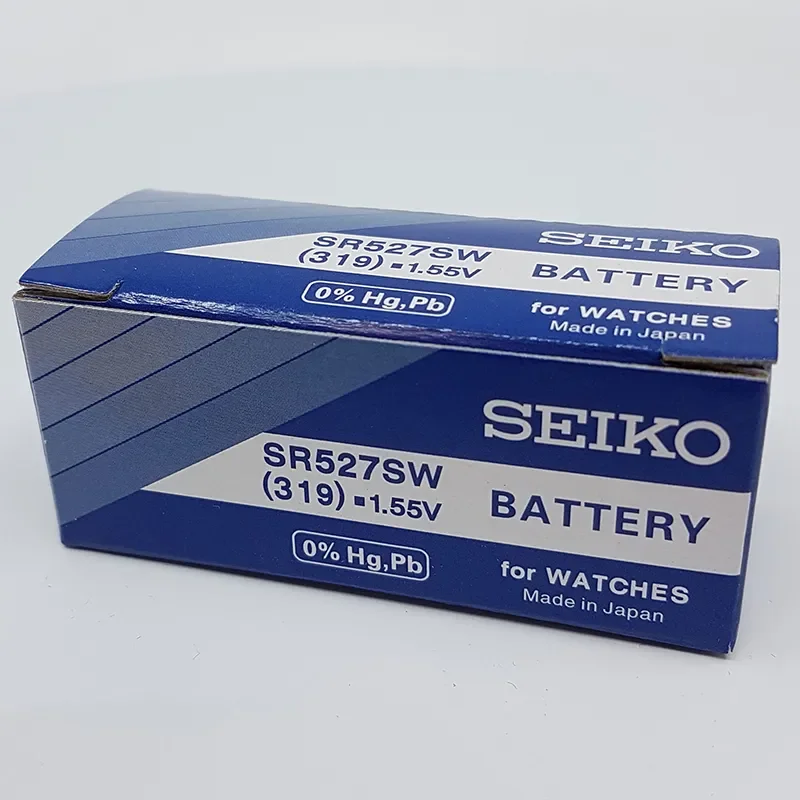 SEIKO
SR527SW
(319) ▪1.55V
BATTERY
0% Hg,Pb
for WATCHES
Made in Japan
SEIKO
SR527SW
(319) ▪1.55V
BATTERY
0% Hg,Pb
for WATCHES
Made in Japan